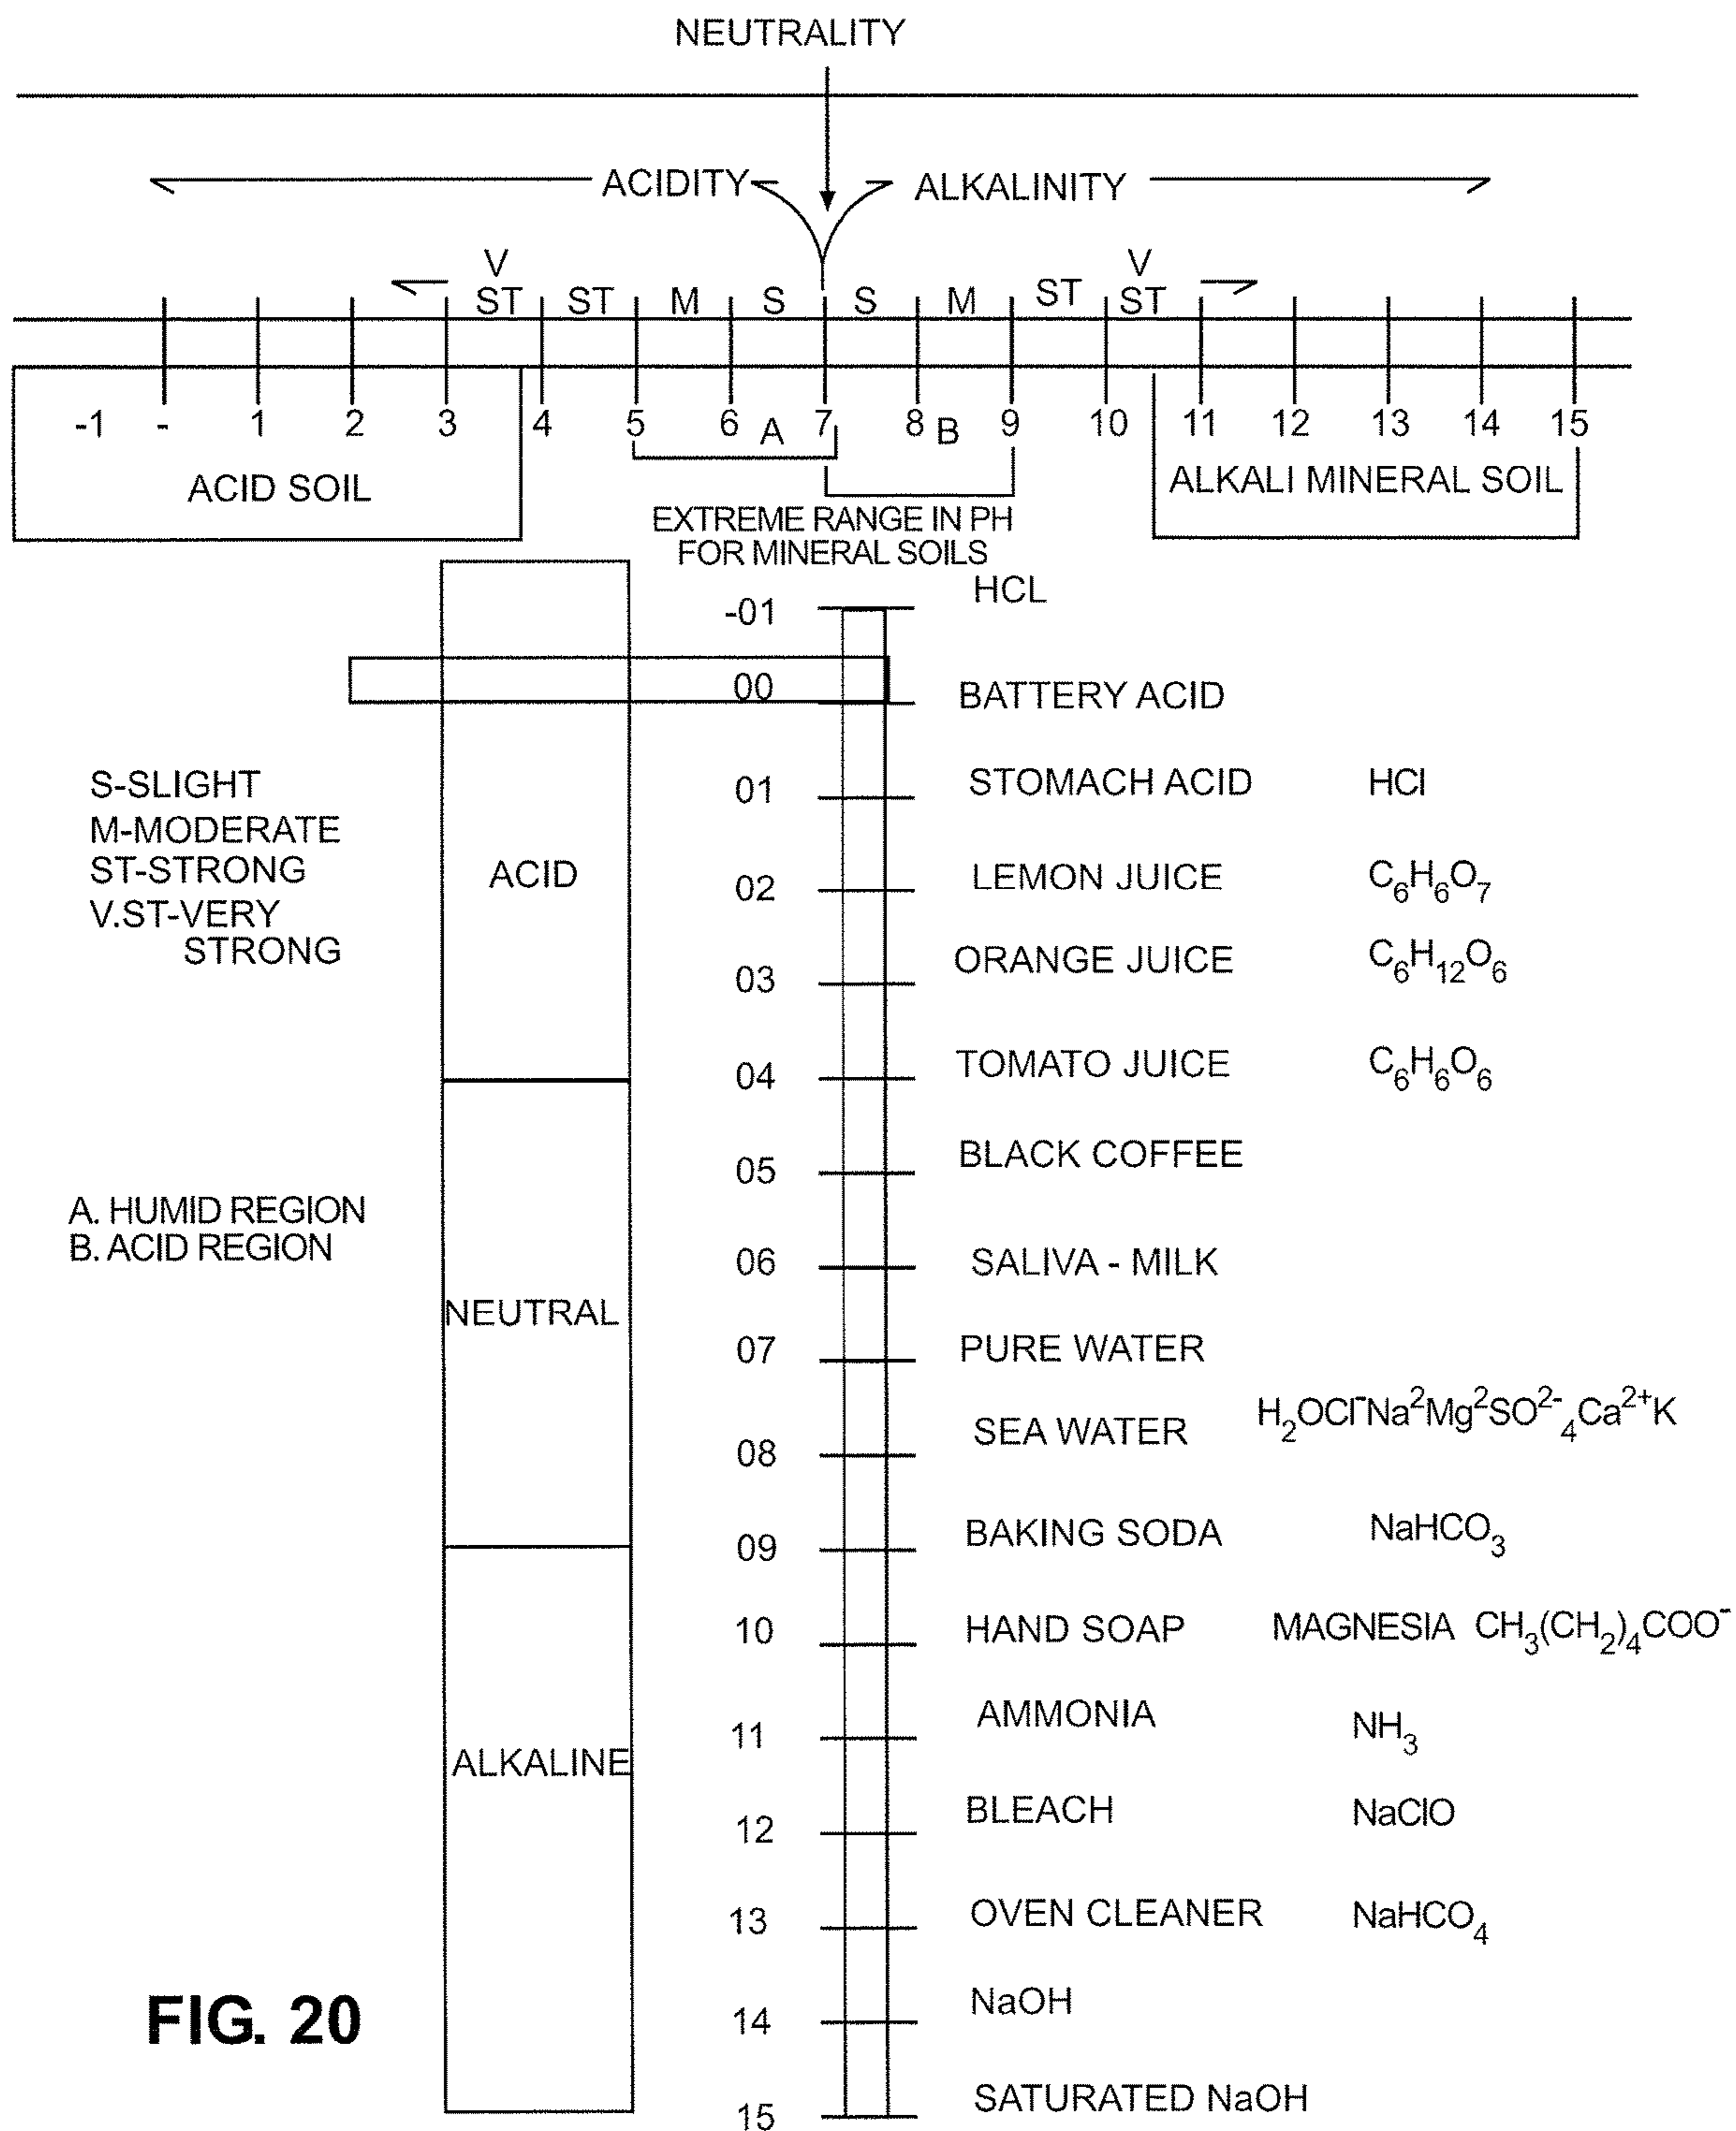 NEUTRALITY
ACIDITY ALKALINITY
V V
ST ST M S S M ST ST
-1 - 1 2 3 4 5 6 A 7 8 B 9 10 11 12 13 14 15
ACID SOIL ALKALI MINERAL SOIL
EXTREME RANGE IN PH
FOR MINERAL SOILS
-01 HCL
00 BATTERY ACID
01 STOMACH ACID HCl
02 LEMON JUICE C6H6O7
03 ORANGE JUICE C6H12O6
04 TOMATO JUICE C6H6O6
05 BLACK COFFEE
06 SALIVA - MILK
07 PURE WATER
08 SEA WATER H2OCl⁻Na²Mg²SO²⁻4Ca²⁺K
09 BAKING SODA NaHCO3
10 HAND SOAP MAGNESIA CH3(CH2)4COO⁻
11 AMMONIA NH3
12 BLEACH NaClO
13 OVEN CLEANER NaHCO4
14 NaOH
15 SATURATED NaOH
ACID
NEUTRAL
ALKALINE
S-SLIGHT
M-MODERATE
ST-STRONG
V.ST-VERY
STRONG
A. HUMID REGION
B. ACID REGION
FIG. 20